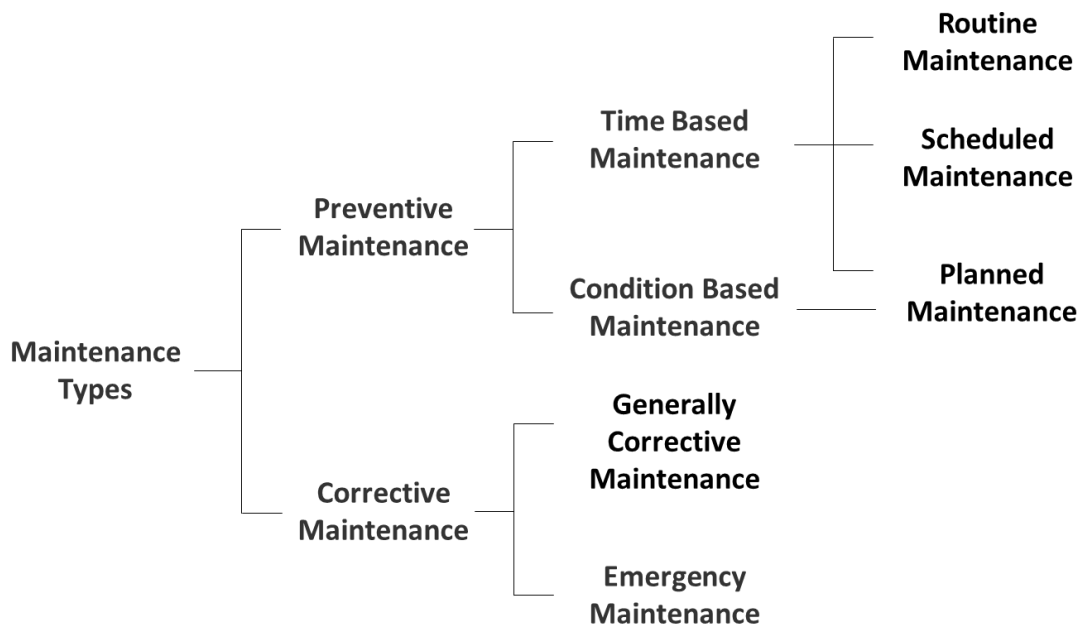 Maintenance
Types
Preventive
Maintenance
Corrective
Maintenance
Time Based
Maintenance
Condition Based
Maintenance
Generally
Corrective
Maintenance
Emergency
Maintenance
Routine
Maintenance
Scheduled
Maintenance
Planned
Maintenance